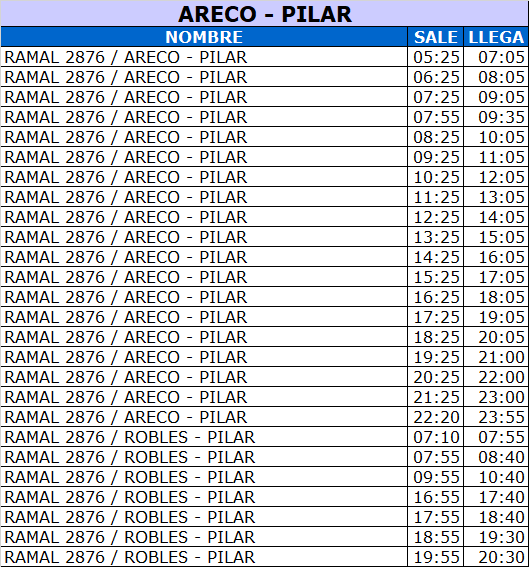 ARECO - PILAR
NOMBRE SALE LLEGA
RAMAL 2876 / ARECO - PILAR 05:25 07:05
RAMAL 2876 / ARECO - PILAR 06:25 08:05
RAMAL 2876 / ARECO - PILAR 07:25 09:05
RAMAL 2876 / ARECO - PILAR 07:55 09:35
RAMAL 2876 / ARECO - PILAR 08:25 10:05
RAMAL 2876 / ARECO - PILAR 09:25 11:05
RAMAL 2876 / ARECO - PILAR 10:25 12:05
RAMAL 2876 / ARECO - PILAR 11:25 13:05
RAMAL 2876 / ARECO - PILAR 12:25 14:05
RAMAL 2876 / ARECO - PILAR 13:25 15:05
RAMAL 2876 / ARECO - PILAR 14:25 16:05
RAMAL 2876 / ARECO - PILAR 15:25 17:05
RAMAL 2876 / ARECO - PILAR 16:25 18:05
RAMAL 2876 / ARECO - PILAR 17:25 19:05
RAMAL 2876 / ARECO - PILAR 18:25 20:05
RAMAL 2876 / ARECO - PILAR 19:25 21:00
RAMAL 2876 / ARECO - PILAR 20:25 22:00
RAMAL 2876 / ARECO - PILAR 21:25 23:00
RAMAL 2876 / ARECO - PILAR 22:20 23:55
RAMAL 2876 / ROBLES - PILAR 07:10 07:55
RAMAL 2876 / ROBLES - PILAR 07:55 08:40
RAMAL 2876 / ROBLES - PILAR 09:55 10:40
RAMAL 2876 / ROBLES - PILAR 16:55 17:40
RAMAL 2876 / ROBLES - PILAR 17:55 18:40
RAMAL 2876 / ROBLES - PILAR 18:55 19:30
RAMAL 2876 / ROBLES - PILAR 19:55 20:30